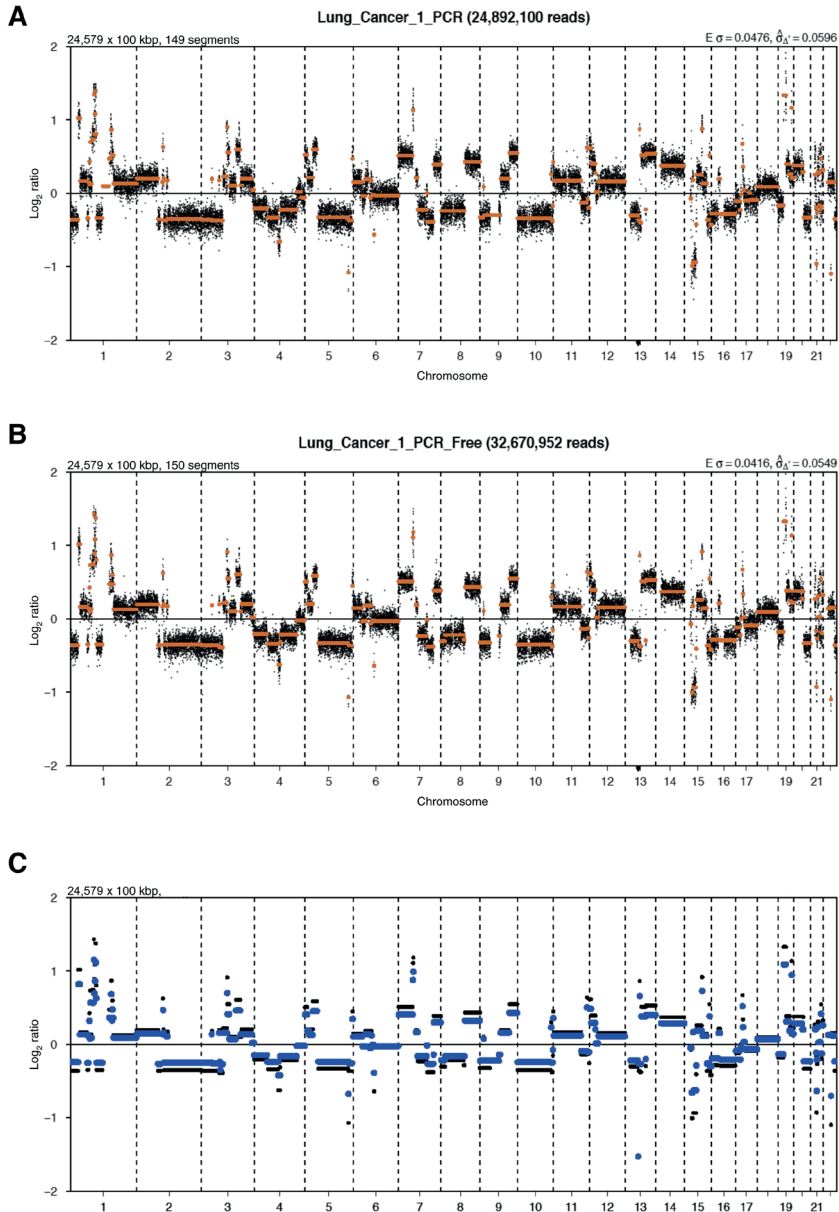 A
Lung_Cancer_1_PCR (24,892,100 reads)
24,579 x 100 kbp, 149 segments
E σ = 0.0476, σ̂Δ* = 0.0596
2
1
0
−1
−2
Log2 ratio
1 2 3 4 5 6 7 8 9 10 11 12 13 14 15 16 17 19 21
Chromosome
B
Lung_Cancer_1_PCR_Free (32,670,952 reads)
24,579 x 100 kbp, 150 segments
E σ = 0.0416, σ̂Δ* = 0.0549
2
1
0
−1
−2
Log2 ratio
1 2 3 4 5 6 7 8 9 10 11 12 13 14 15 16 17 19 21
Chromosome
C
24,579 x 100 kbp,
2
1
0
−1
−2
Log2 ratio
1 2 3 4 5 6 7 8 9 10 11 12 13 14 15 16 17 19 21